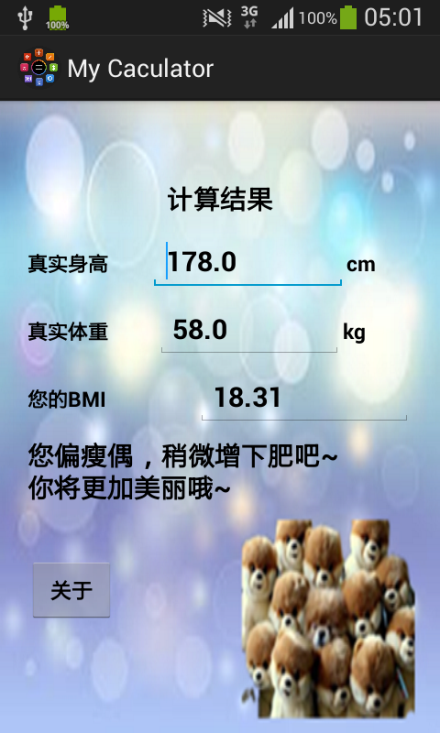 100%
3G
100%
05:01
My Caculator
计算结果
真实身高 178.0 cm
真实体重 58.0 kg
您的BMI 18.31
您偏瘦偶，稍微增下肥吧~
你将更加美丽哦~
关于